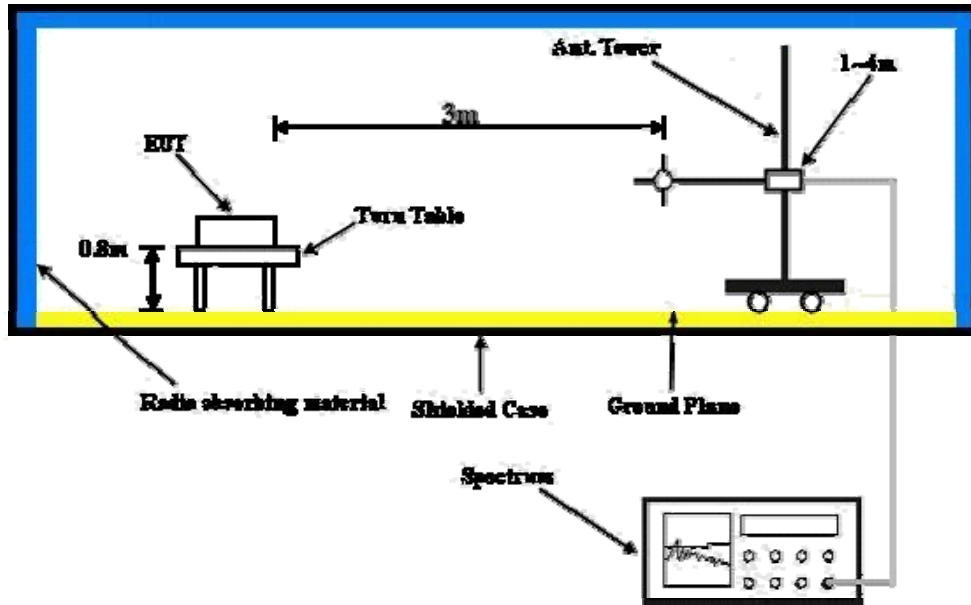 Ant. Tower
1~4m
3m
EUT
Turn Table
0.8m
Radio absorbing material
Shielded Case
Ground Plane
Spectrum